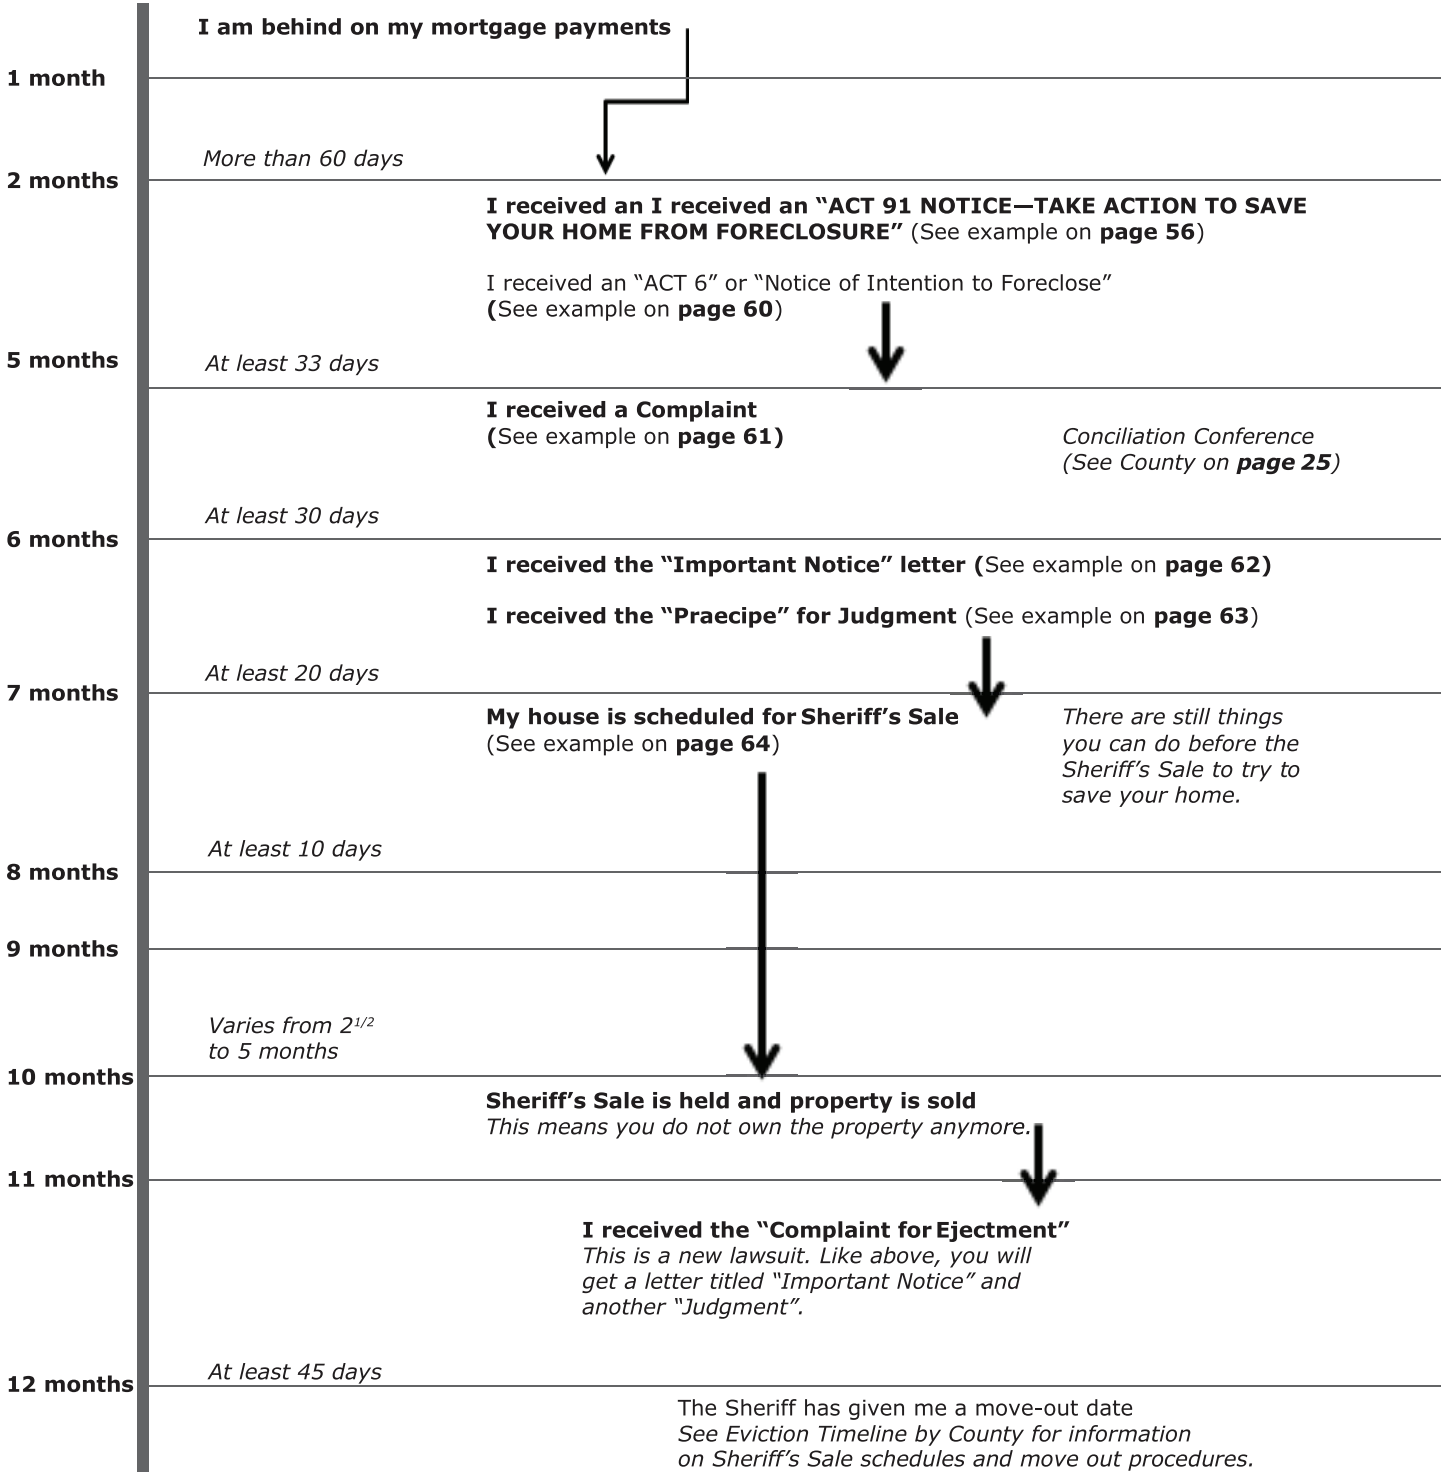 I am behind on my mortgage payments
1 month
More than 60 days
2 months
I received an I received an “ACT 91 NOTICE—TAKE ACTION TO SAVE
YOUR HOME FROM FORECLOSURE” (See example on page 56)
I received an “ACT 6” or “Notice of Intention to Foreclose”
(See example on page 60)
5 months
At least 33 days
I received a Complaint
(See example on page 61)
Conciliation Conference
(See County on page 25)
At least 30 days
6 months
I received the “Important Notice” letter (See example on page 62)
I received the “Praecipe” for Judgment (See example on page 63)
At least 20 days
7 months
My house is scheduled for Sheriff’s Sale
(See example on page 64)
There are still things
you can do before the
Sheriff’s Sale to try to
save your home.
At least 10 days
8 months
9 months
Varies from 2 1/2
to 5 months
10 months
Sheriff’s Sale is held and property is sold
This means you do not own the property anymore.
11 months
I received the “Complaint for Ejectment”
This is a new lawsuit. Like above, you will
get a letter titled “Important Notice” and
another “Judgment”.
At least 45 days
12 months
The Sheriff has given me a move-out date
See Eviction Timeline by County for information
on Sheriff’s Sale schedules and move out procedures.